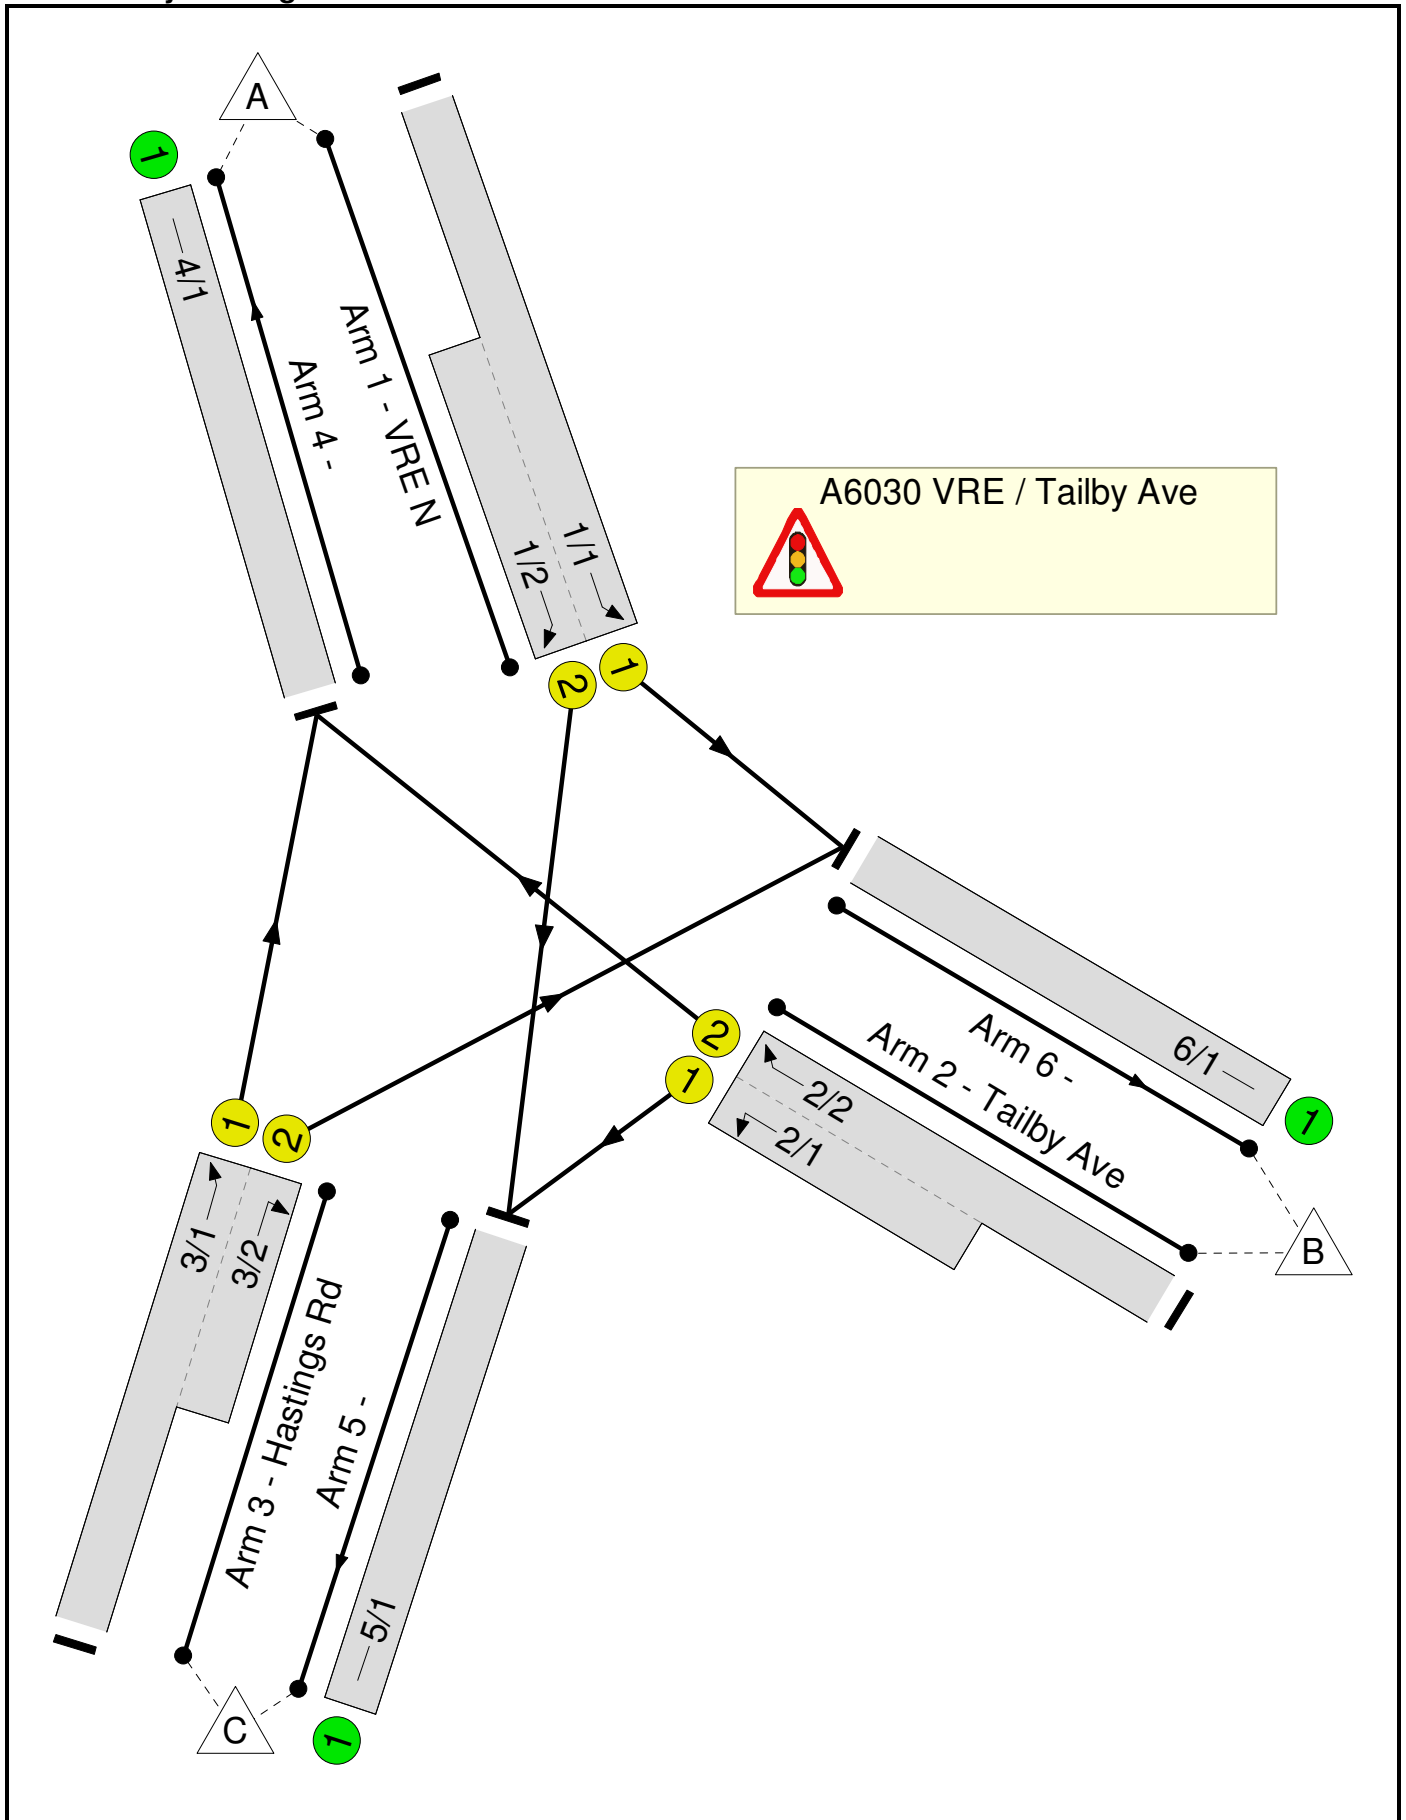 A
1
4/1
Arm 4 -
Arm 1 - VRE N
1/2
1/1
A6030 VRE / Tailby Ave
2
1
2
1
Arm 6 -
6/1
Arm 2 - Tailby Ave
2/2
2/1
1
B
1
2
3/1
3/2
Arm 3 - Hastings Rd
Arm 5 -
5/1
C
1